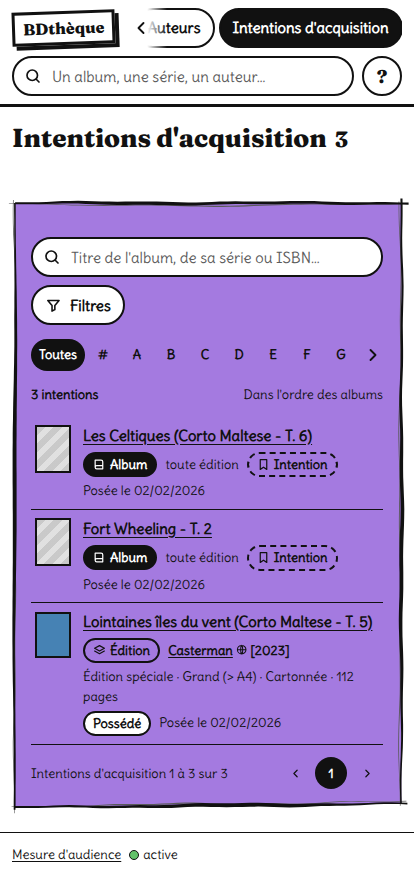 BDthèque
Auteurs
Intentions d'acquisition
Un album, une série, un auteur...
?
Intentions d'acquisition 3
Titre de l'album, de sa série ou ISBN...
Filtres
Toutes # A B C D E F G
3 intentions Dans l'ordre des albums
Les Celtiques (Corto Maltese - T. 6)
Album toute édition Intention
Posée le 02/02/2026
Fort Wheeling - T. 2
Album toute édition Intention
Posée le 02/02/2026
Lointaines îles du vent (Corto Maltese - T. 5)
Édition Casterman [2023]
Édition spéciale · Grand (> A4) · Cartonnée · 112
pages
Possédé Posée le 02/02/2026
Intentions d'acquisition 1 à 3 sur 3 ‹ 1 ›
Mesure d'audience active